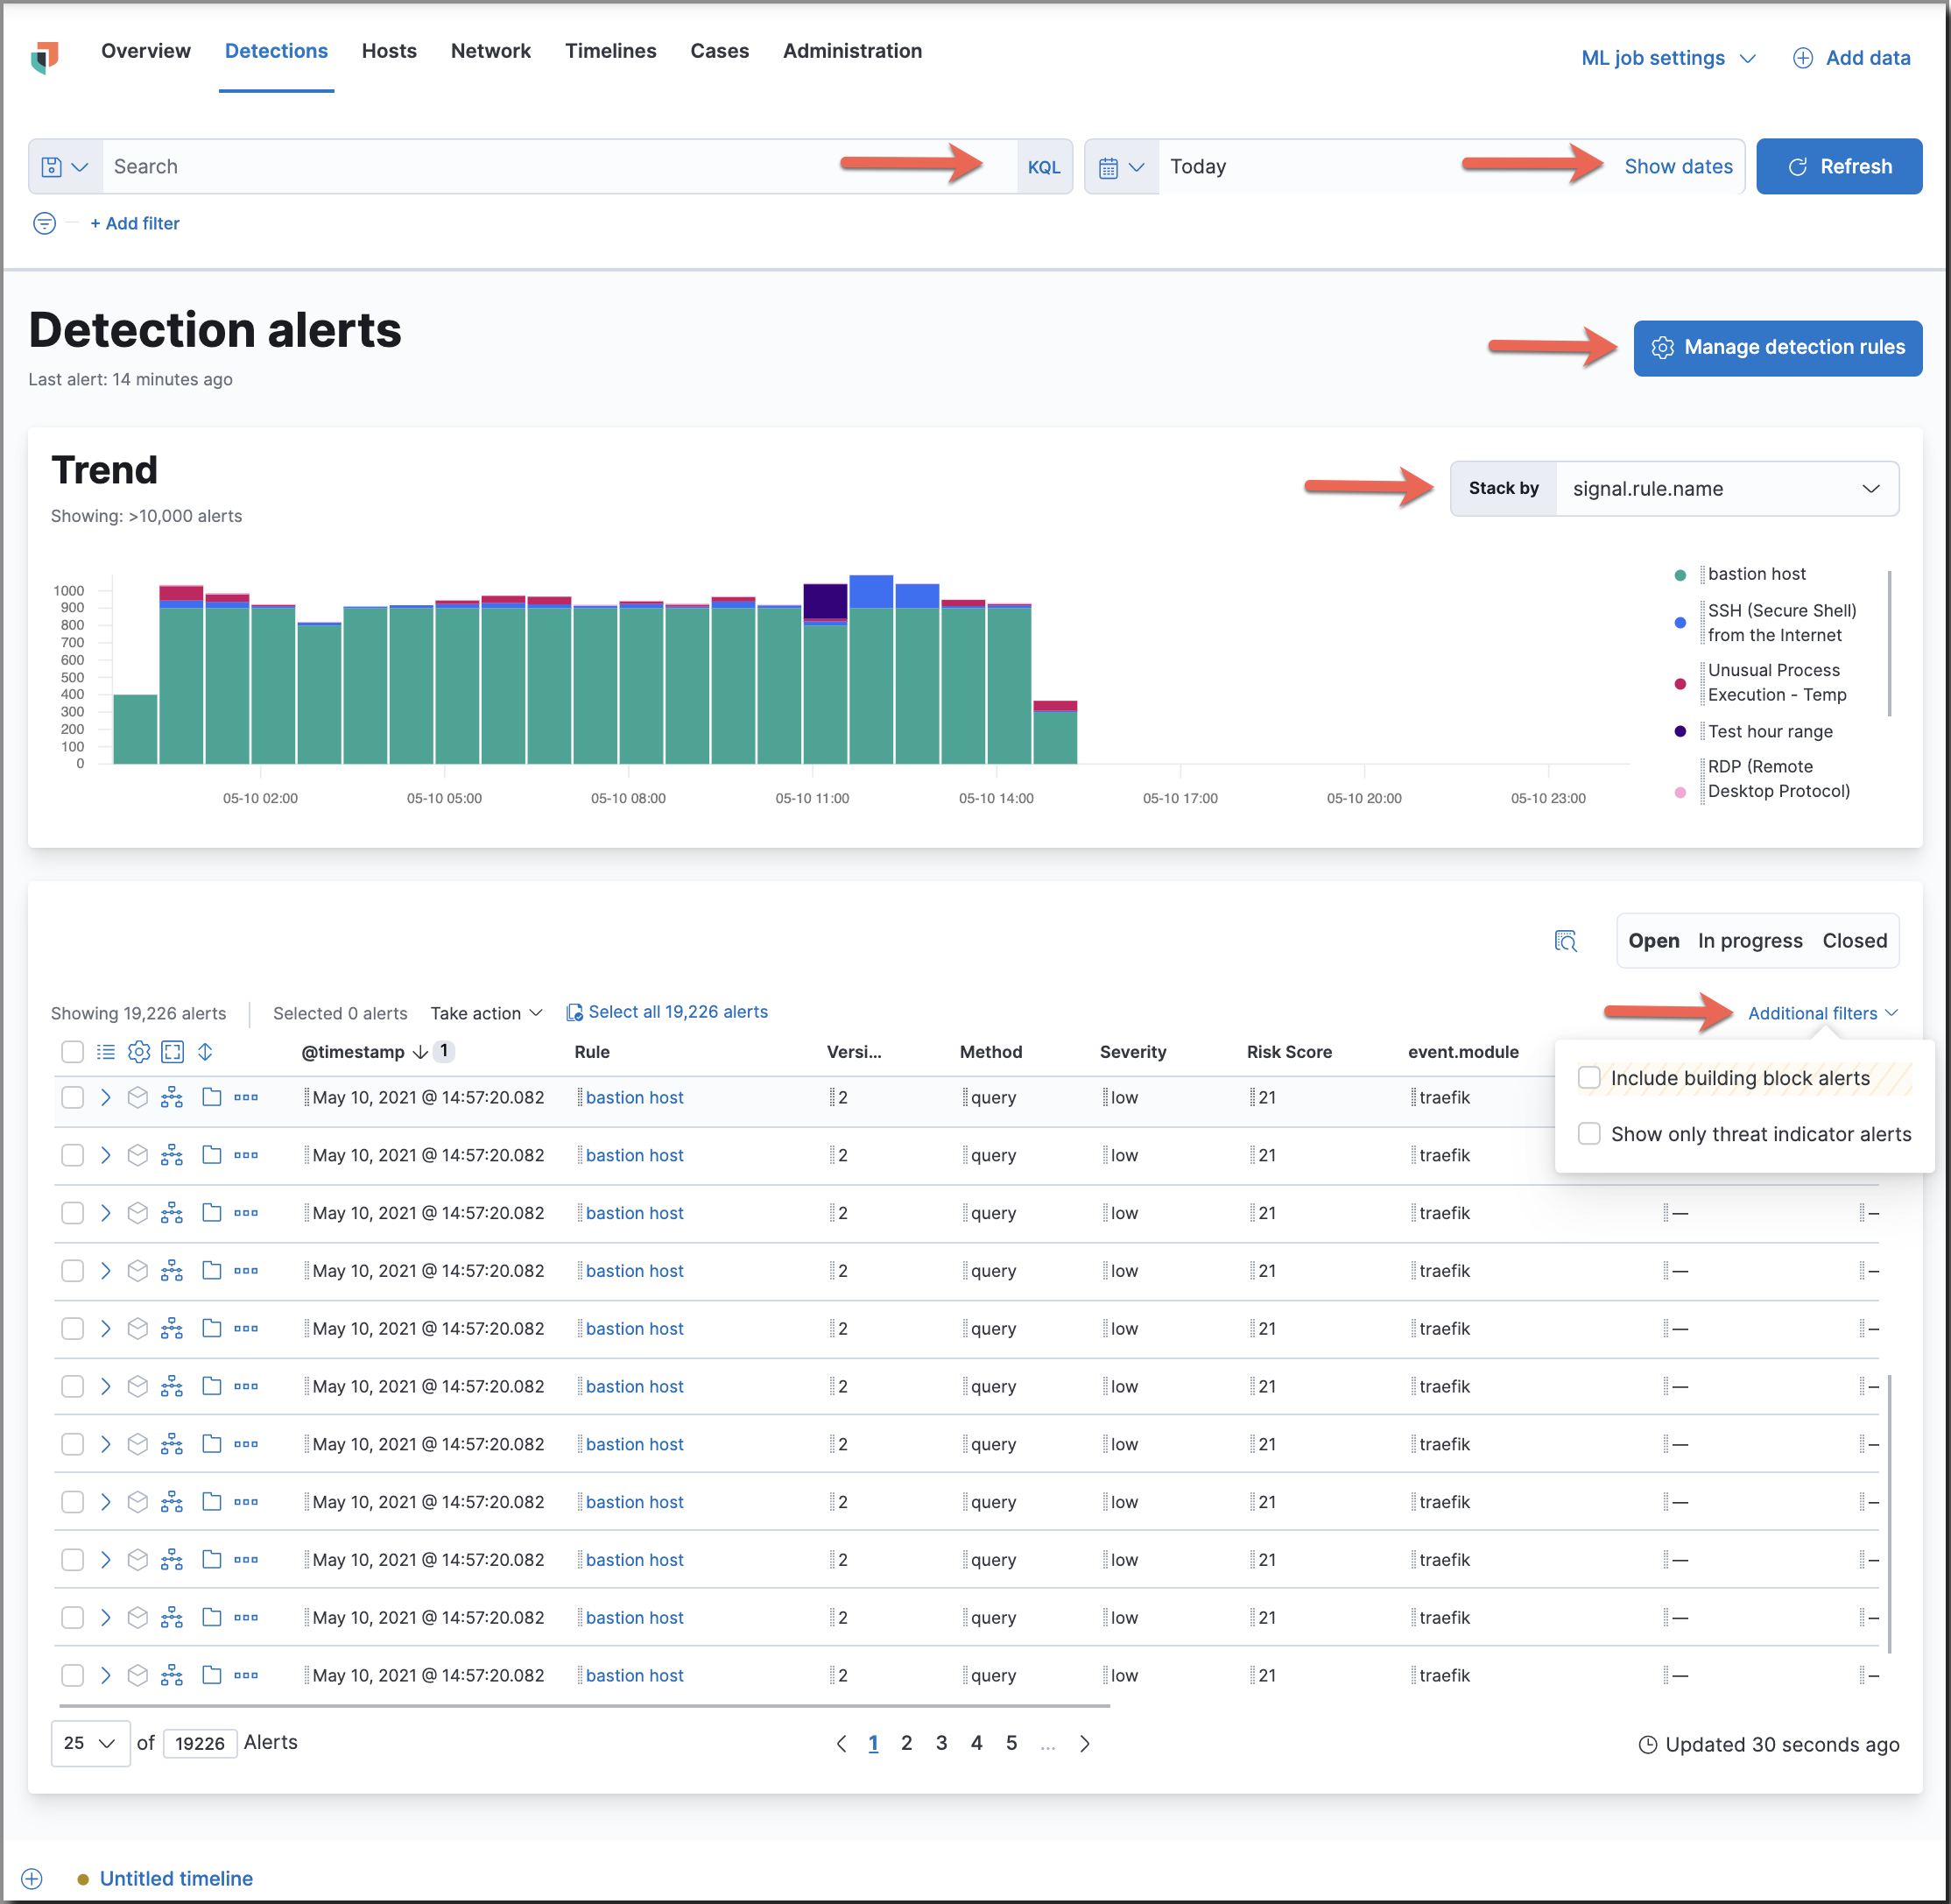 Overview Detections Hosts Network Timelines Cases Administration
ML job settings Add data
Search KQL Today Show dates Refresh
+ Add filter
Detection alerts
Last alert: 14 minutes ago
Manage detection rules
Trend
Showing: >10,000 alerts
Stack by signal.rule.name
1000
900
800
700
600
500
400
300
200
100
0
05-10 02:00 05-10 05:00 05-10 08:00 05-10 11:00 05-10 14:00 05-10 17:00 05-10 20:00 05-10 23:00
bastion host
SSH (Secure Shell)
from the Internet
Unusual Process
Execution - Temp
Test hour range
RDP (Remote
Desktop Protocol)
Open In progress Closed
Showing 19,226 alerts Selected 0 alerts Take action Select all 19,226 alerts Additional filters
@timestamp 1 Rule Versi... Method Severity Risk Score event.module
Include building block alerts
Show only threat indicator alerts
May 10, 2021 @ 14:57:20.082 bastion host 2 query low 21 traefik
May 10, 2021 @ 14:57:20.082 bastion host 2 query low 21 traefik
May 10, 2021 @ 14:57:20.082 bastion host 2 query low 21 traefik — –
May 10, 2021 @ 14:57:20.082 bastion host 2 query low 21 traefik — –
May 10, 2021 @ 14:57:20.082 bastion host 2 query low 21 traefik — –
May 10, 2021 @ 14:57:20.082 bastion host 2 query low 21 traefik — –
May 10, 2021 @ 14:57:20.082 bastion host 2 query low 21 traefik — –
May 10, 2021 @ 14:57:20.082 bastion host 2 query low 21 traefik — –
May 10, 2021 @ 14:57:20.082 bastion host 2 query low 21 traefik — –
May 10, 2021 @ 14:57:20.082 bastion host 2 query low 21 traefik — –
May 10, 2021 @ 14:57:20.082 bastion host 2 query low 21 traefik — –
25 of 19226 Alerts 1 2 3 4 5 ... Updated 30 seconds ago
Untitled timeline